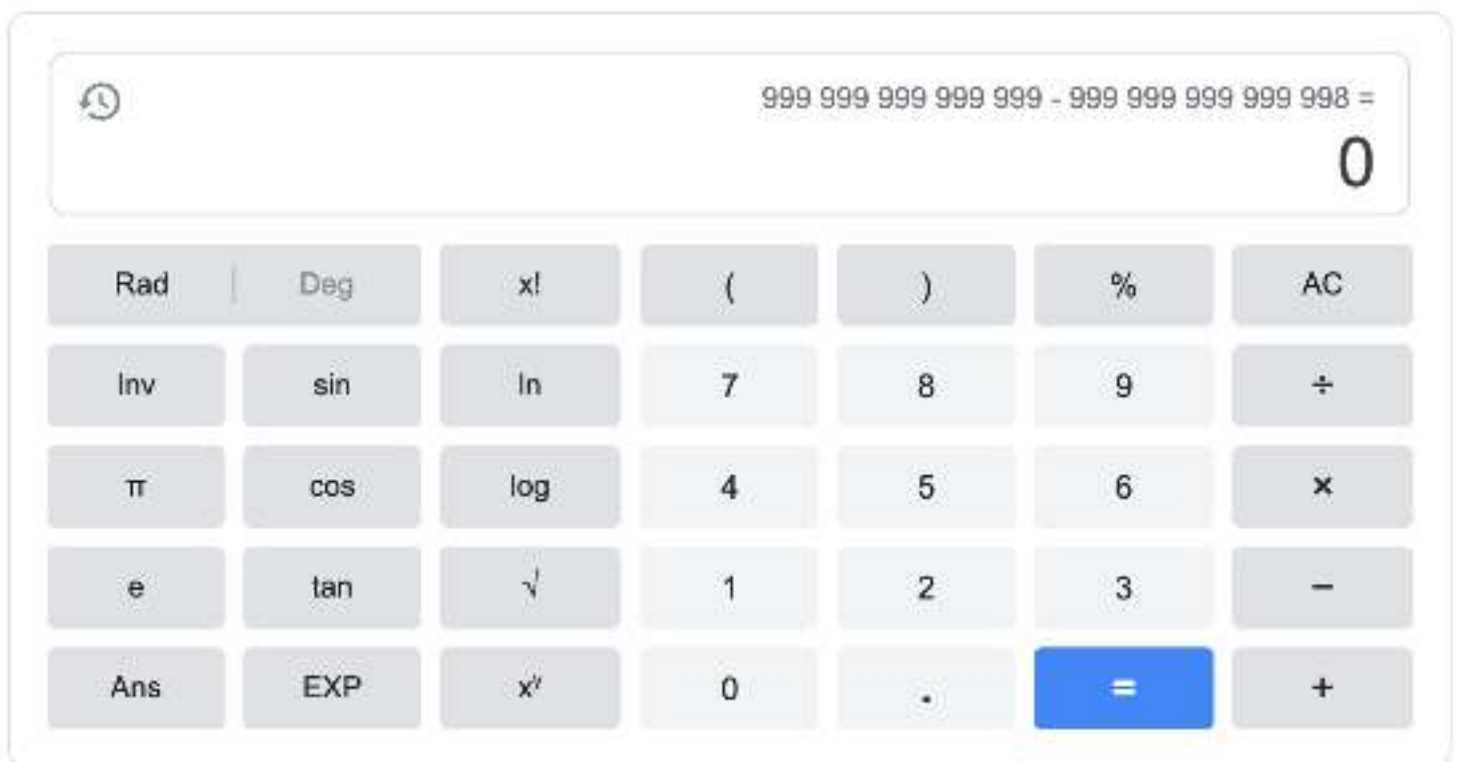 999 999 999 999 999 - 999 999 999 999 998 =
0
Rad | Deg x! ( ) % AC
Inv sin ln 7 8 9 ÷
π cos log 4 5 6 ×
e tan √ 1 2 3 −
Ans EXP xʸ 0 . = +